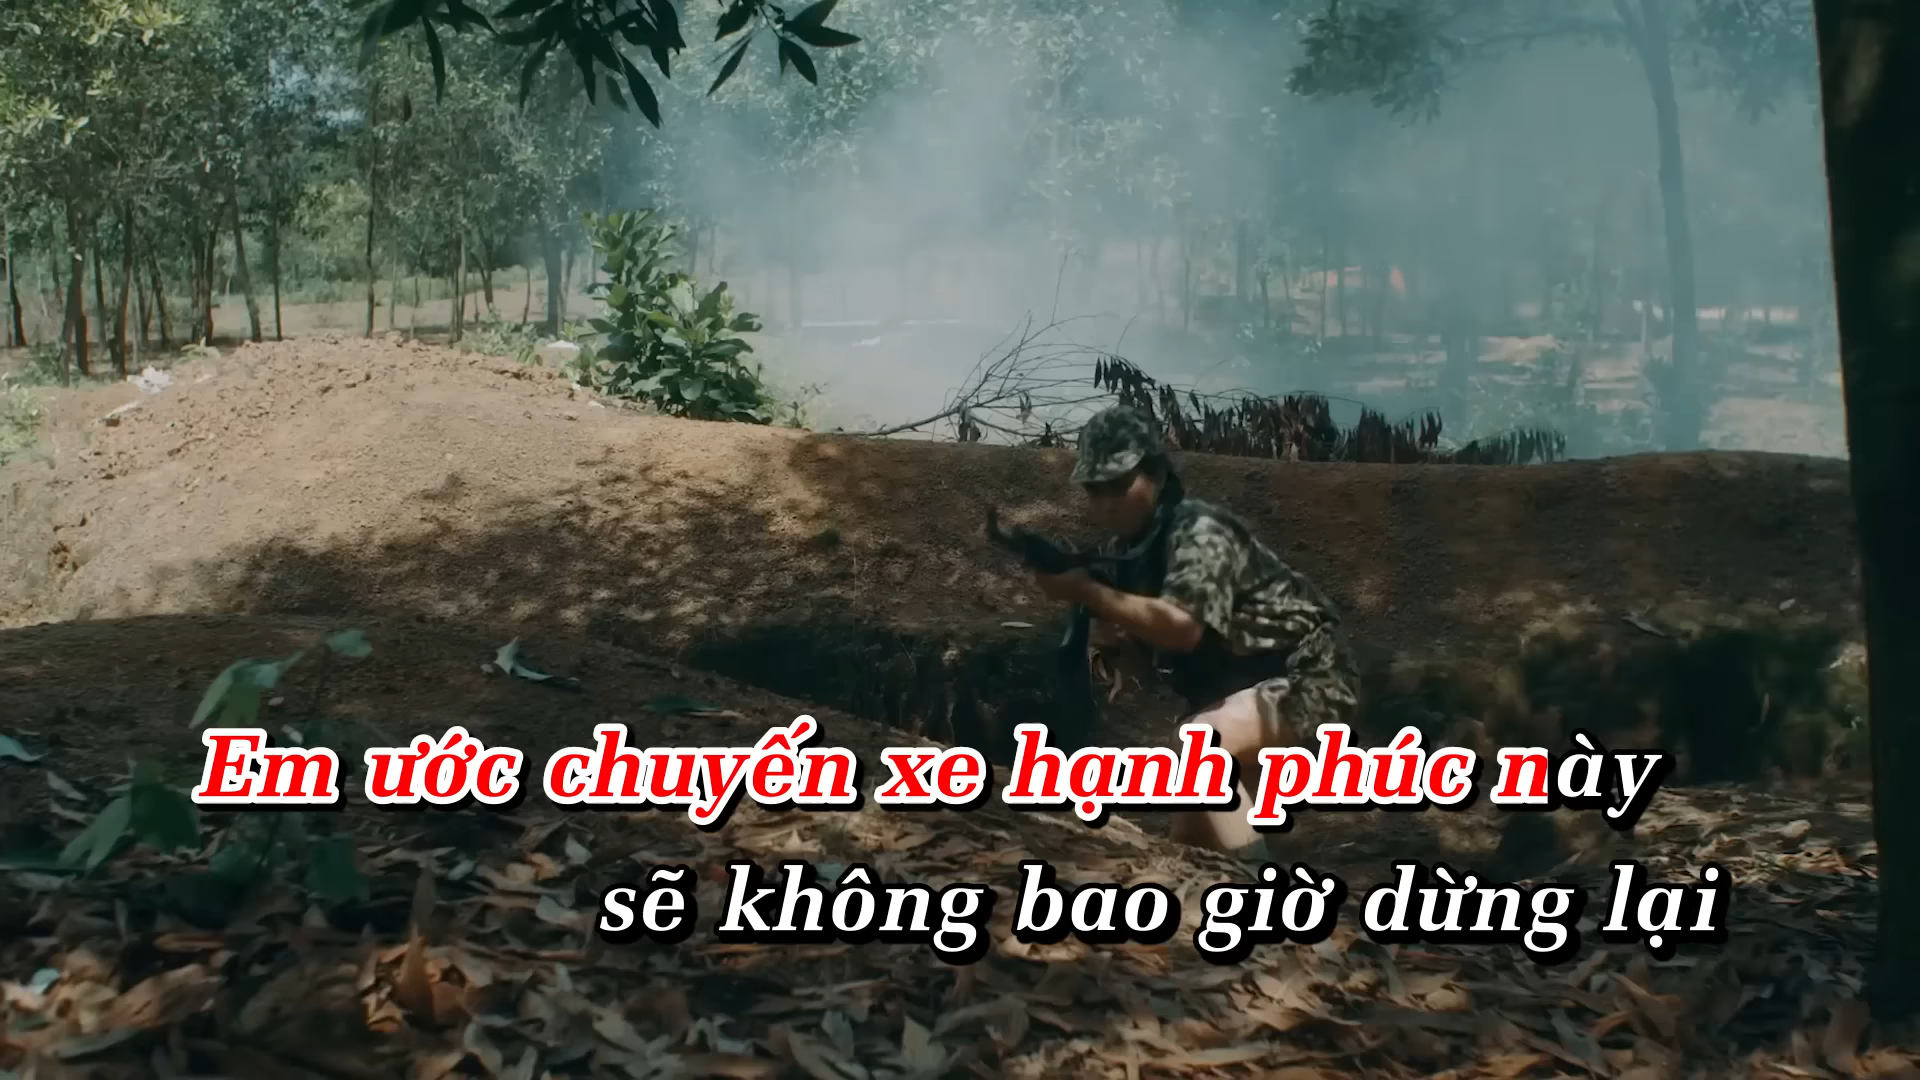 Em ước chuyến xe hạnh phúc này
sẽ không bao giờ dừng lại